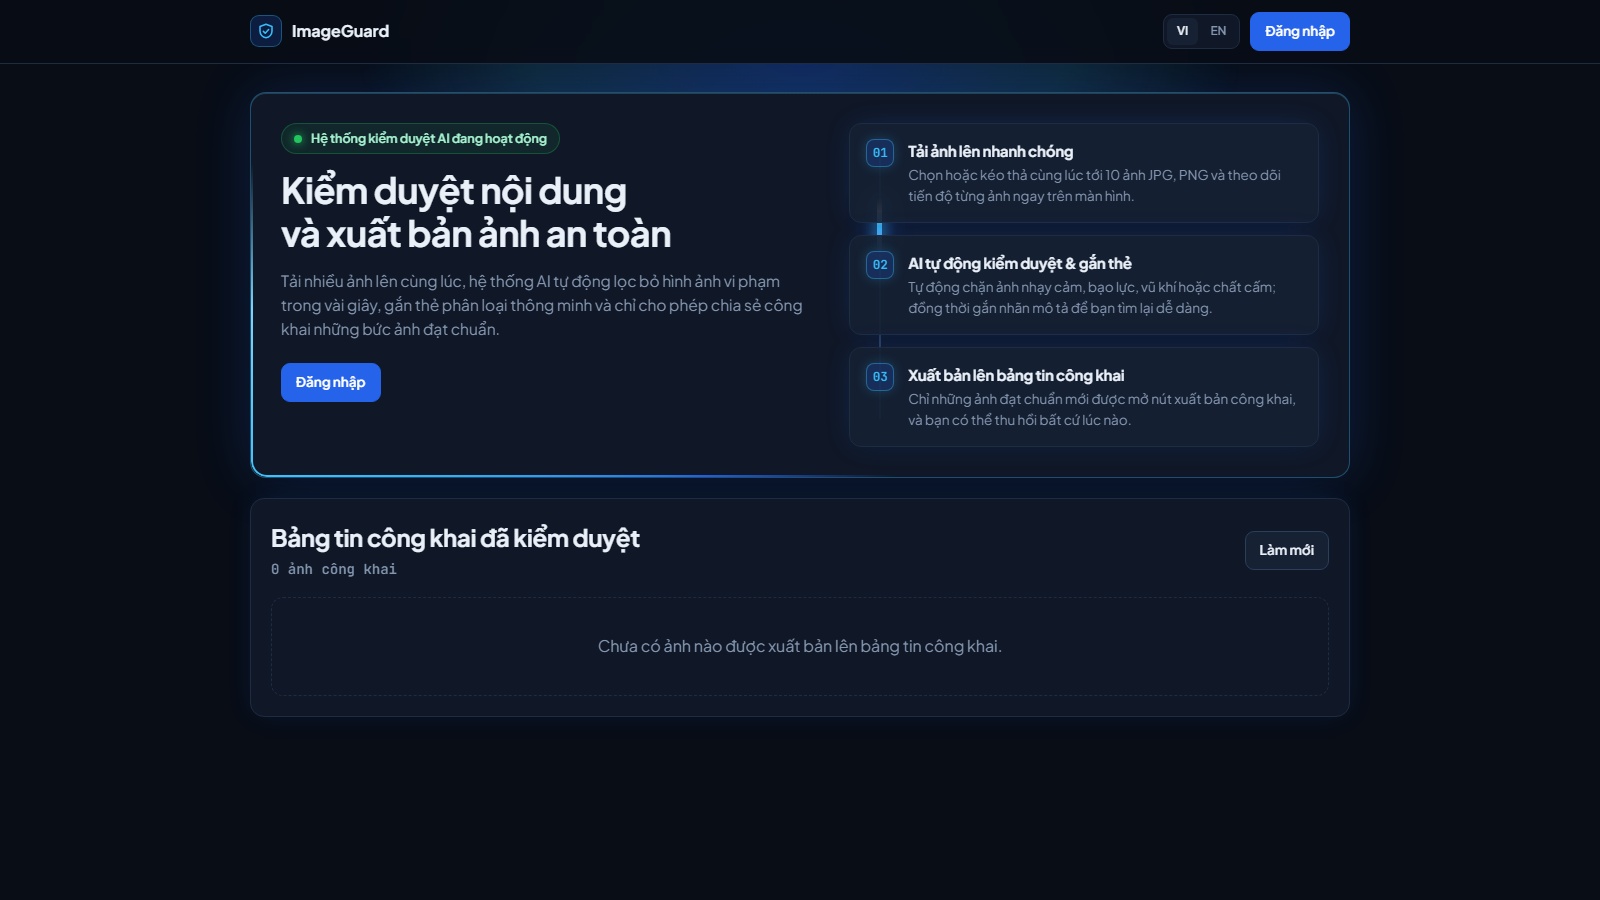 ImageGuard
VI EN Đăng nhập
Hệ thống kiểm duyệt AI đang hoạt động
Kiểm duyệt nội dung
và xuất bản ảnh an toàn
Tải nhiều ảnh lên cùng lúc, hệ thống AI tự động lọc bỏ hình ảnh vi phạm
trong vài giây, gắn thẻ phân loại thông minh và chỉ cho phép chia sẻ công
khai những bức ảnh đạt chuẩn.
Đăng nhập
01 Tải ảnh lên nhanh chóng
Chọn hoặc kéo thả cùng lúc tới 10 ảnh JPG, PNG và theo dõi
tiến độ từng ảnh ngay trên màn hình.
02 AI tự động kiểm duyệt & gắn thẻ
Tự động chặn ảnh nhạy cảm, bạo lực, vũ khí hoặc chất cấm;
đồng thời gắn nhãn mô tả để bạn tìm lại dễ dàng.
03 Xuất bản lên bảng tin công khai
Chỉ những ảnh đạt chuẩn mới được mở nút xuất bản công khai,
và bạn có thể thu hồi bất cứ lúc nào.
Bảng tin công khai đã kiểm duyệt
0 ảnh công khai
Làm mới
Chưa có ảnh nào được xuất bản lên bảng tin công khai.